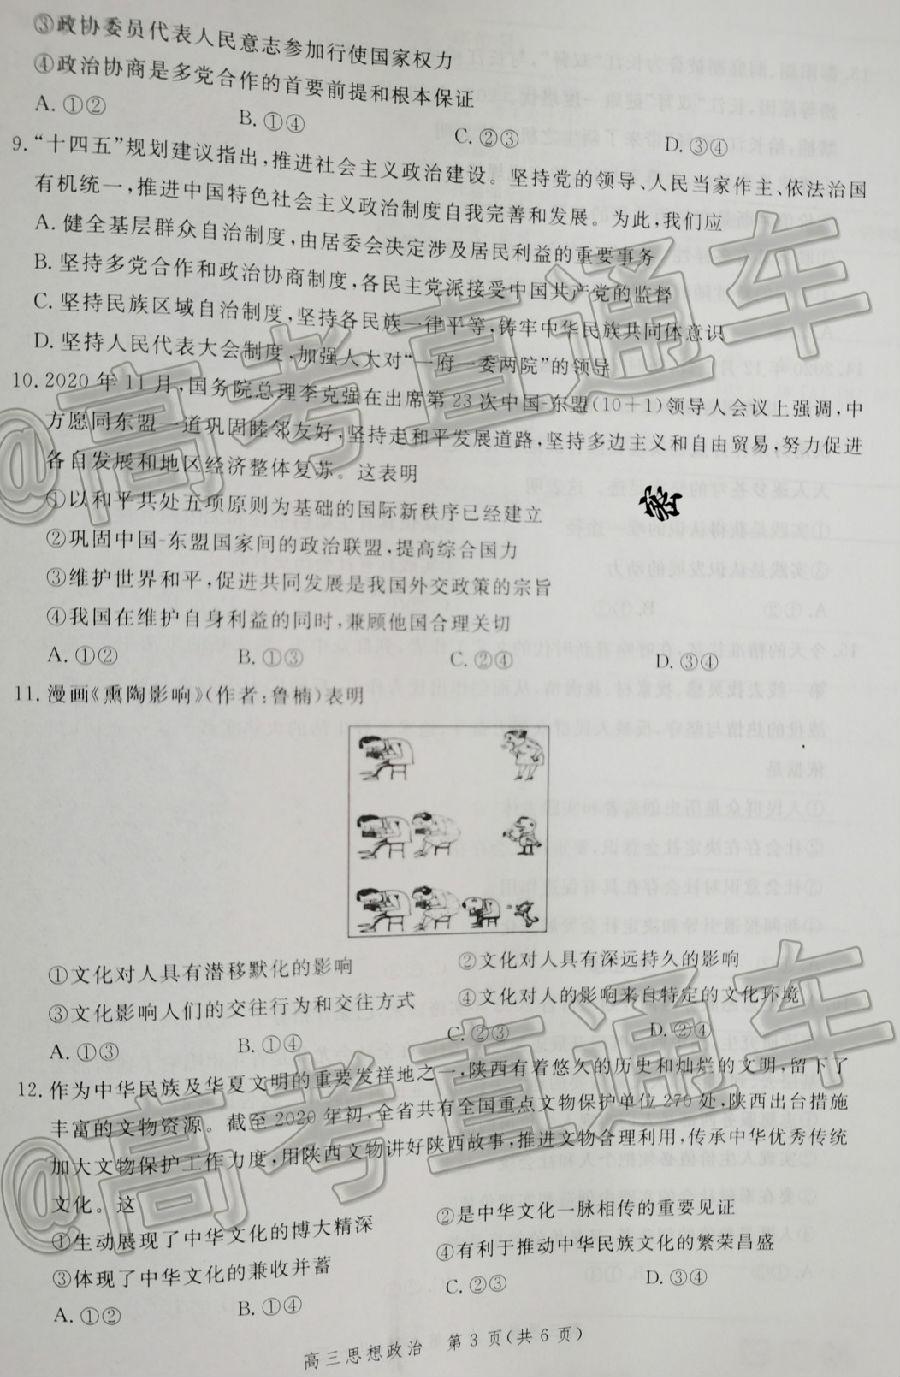 ③政协委员代表人民意志参加行使国家权力
④政治协商是多党合作的首要前提和根本保证
A. ①② B. ①④ C. ②③ D. ③④
9. “十四五”规划建议指出，推进社会主义政治建设。坚持党的领导、人民当家作主、依法治国
有机统一，推进中国特色社会主义政治制度自我完善和发展。为此，我们应
A. 健全基层群众自治制度，由居委会决定涉及居民利益的重要事务
B. 坚持多党合作和政治协商制度，各民主党派接受中国共产党的监督
C. 坚持民族区域自治制度，坚持各民族一律平等，铸牢中华民族共同体意识
D. 坚持人民代表大会制度，加强人大对“一府一委两院”的领导
10. 2020年11月，国务院总理李克强在出席第23次中国-东盟(10+1)领导人会议上强调，中
方愿同东盟一道巩固睦邻友好，坚持走和平发展道路，坚持多边主义和自由贸易，努力促进
各自发展和地区经济整体复苏。这表明
①以和平共处五项原则为基础的国际新秩序已经建立
②巩固中国-东盟国家间的政治联盟，提高综合国力
③维护世界和平，促进共同发展是我国外交政策的宗旨
④我国在维护自身利益的同时，兼顾他国合理关切
A. ①② B. ①③ C. ②④ D. ③④
11. 漫画《熏陶影响》(作者：鲁楠)表明
①文化对人具有潜移默化的影响 ②文化对人具有深远持久的影响
③文化影响人们的交往行为和交往方式 ④文化对人的影响来自特定的文化环境
A. ①③ B. ①④ C. ②③ D. ②④
12. 作为中华民族及华夏文明的重要发祥地之一，陕西有着悠久的历史和灿烂的文明，留下了
丰富的文物资源。截至2020年初，全省共有全国重点文物保护单位270处，陕西出台措施
加大文物保护工作力度，用陕西文物讲好陕西故事，推进文物合理利用，传承中华优秀传统
文化。这
①生动展现了中华文化的博大精深 ②是中华文化一脉相传的重要见证
③体现了中华文化的兼收并蓄 ④有利于推动中华民族文化的繁荣昌盛
A. ①② B. ①④ C. ②③ D. ③④
高三思想政治 第3页(共6页)
@高考直通车
@高考直通车